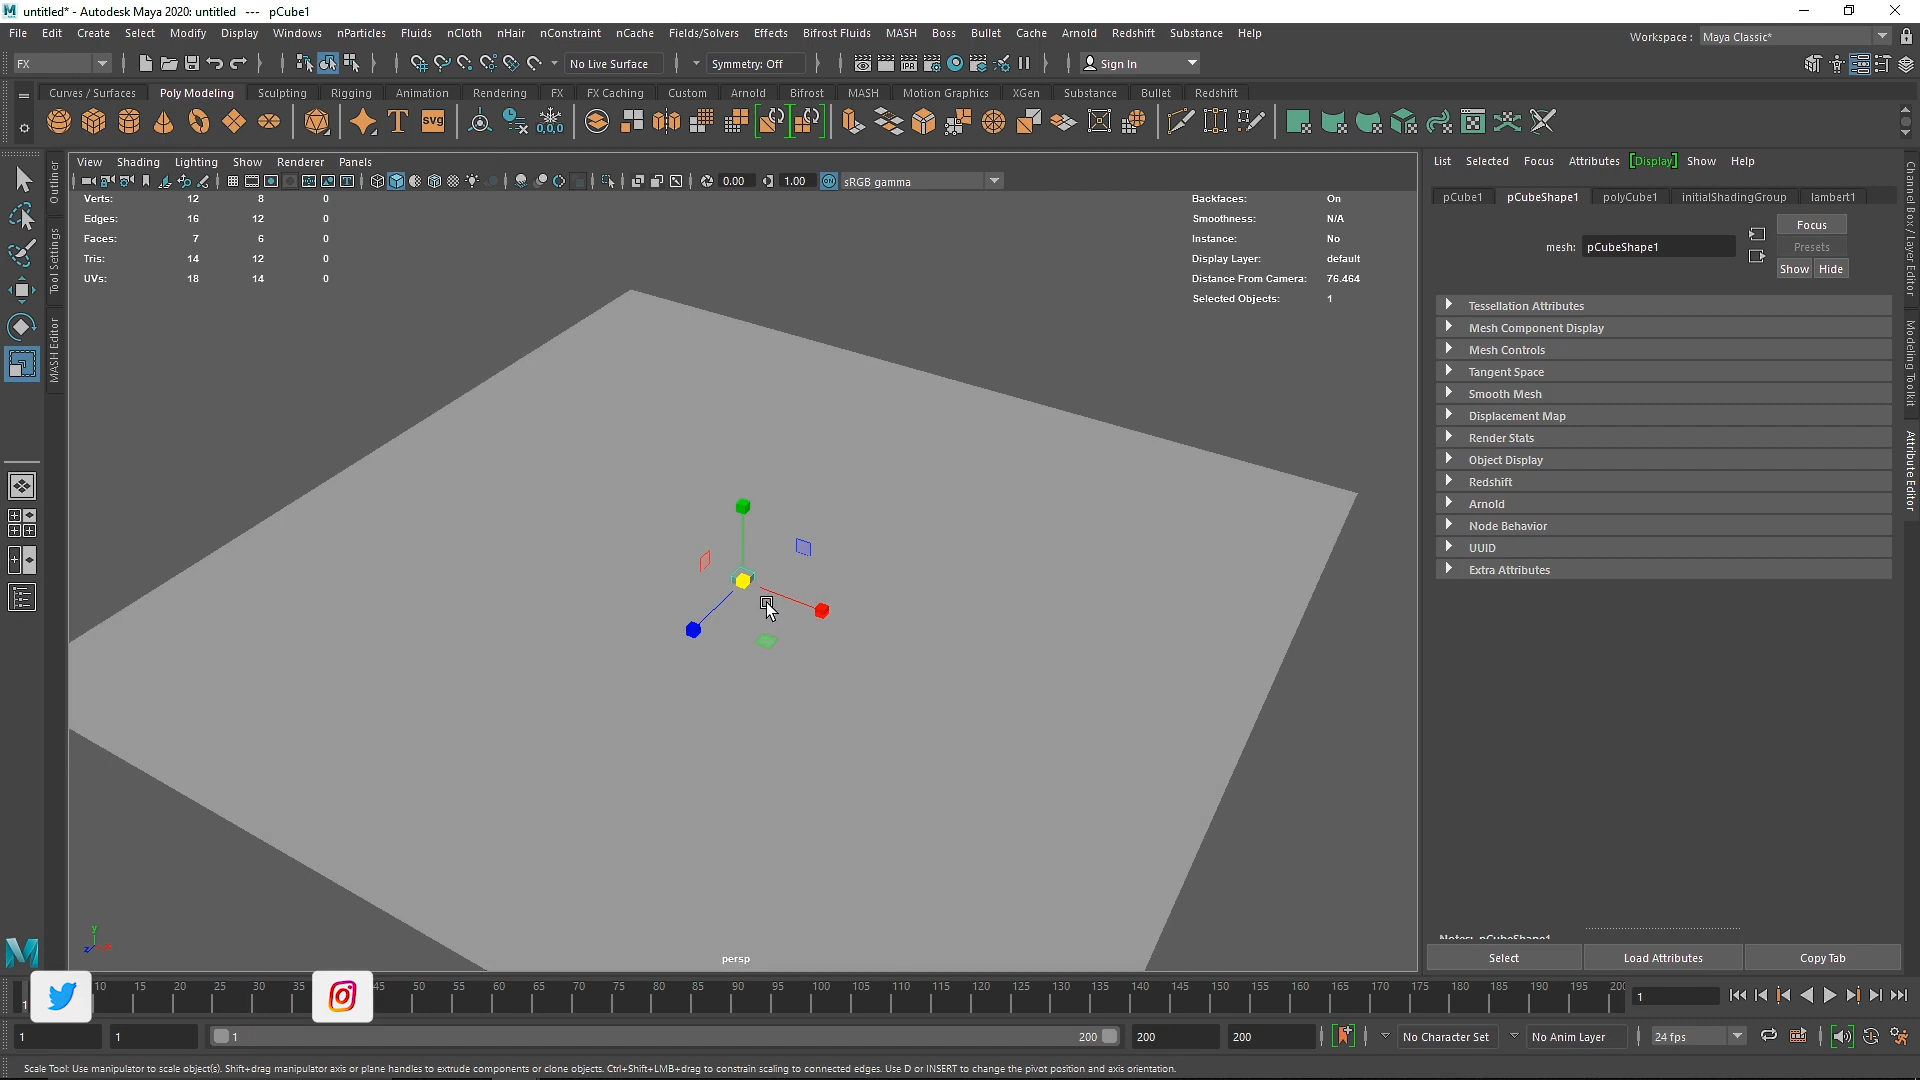 untitled* - Autodesk Maya 2020: untitled --- pCube1
File Edit Create Select Modify Display Windows nParticles Fluids nCloth nHair nConstraint nCache Fields/Solvers Effects Bifrost Fluids MASH Boss Bullet Cache Arnold Redshift Substance Help
Workspace : Maya Classic*
FX No Live Surface Symmetry: Off Sign In
Curves / Surfaces Poly Modeling Sculpting Rigging Animation Rendering FX FX Caching Custom Arnold Bifrost MASH Motion Graphics XGen Substance Bullet Redshift
T svg 0,0,0
View Shading Lighting Show Renderer Panels
0.00 1.00 ON sRGB gamma
Outliner
Tool Settings
MASH Editor
Verts: 12 8 0
Edges: 16 12 0
Faces: 7 6 0
Tris: 14 12 0
UVs: 18 14 0
Backfaces: On
Smoothness: N/A
Instance: No
Display Layer: default
Distance From Camera: 76.464
Selected Objects: 1
y
persp
List Selected Focus Attributes [Display] Show Help
pCube1 pCubeShape1 polyCube1 initialShadingGroup lambert1
mesh: pCubeShape1
Focus
Presets
Show Hide
Tessellation Attributes
Mesh Component Display
Mesh Controls
Tangent Space
Smooth Mesh
Displacement Map
Render Stats
Object Display
Redshift
Arnold
Node Behavior
UUID
Extra Attributes
Notes: pCubeShape1
Select Load Attributes Copy Tab
Channel Box / Layer Editor
Modeling Toolkit
Attribute Editor
1 10 15 20 25 30 35 45 50 55 60 65 70 75 80 85 90 95 100 105 110 115 120 125 130 135 140 145 150 155 160 165 170 175 180 185 190 195 200 1
1 1 1 200 200 200 No Character Set No Anim Layer 24 fps
Scale Tool: Use manipulator to scale object(s). Shift+drag manipulator axis or plane handles to extrude components or clone objects. Ctrl+Shift+LMB+drag to constrain scaling to connected edges. Use D or INSERT to change the pivot position and axis orientation.